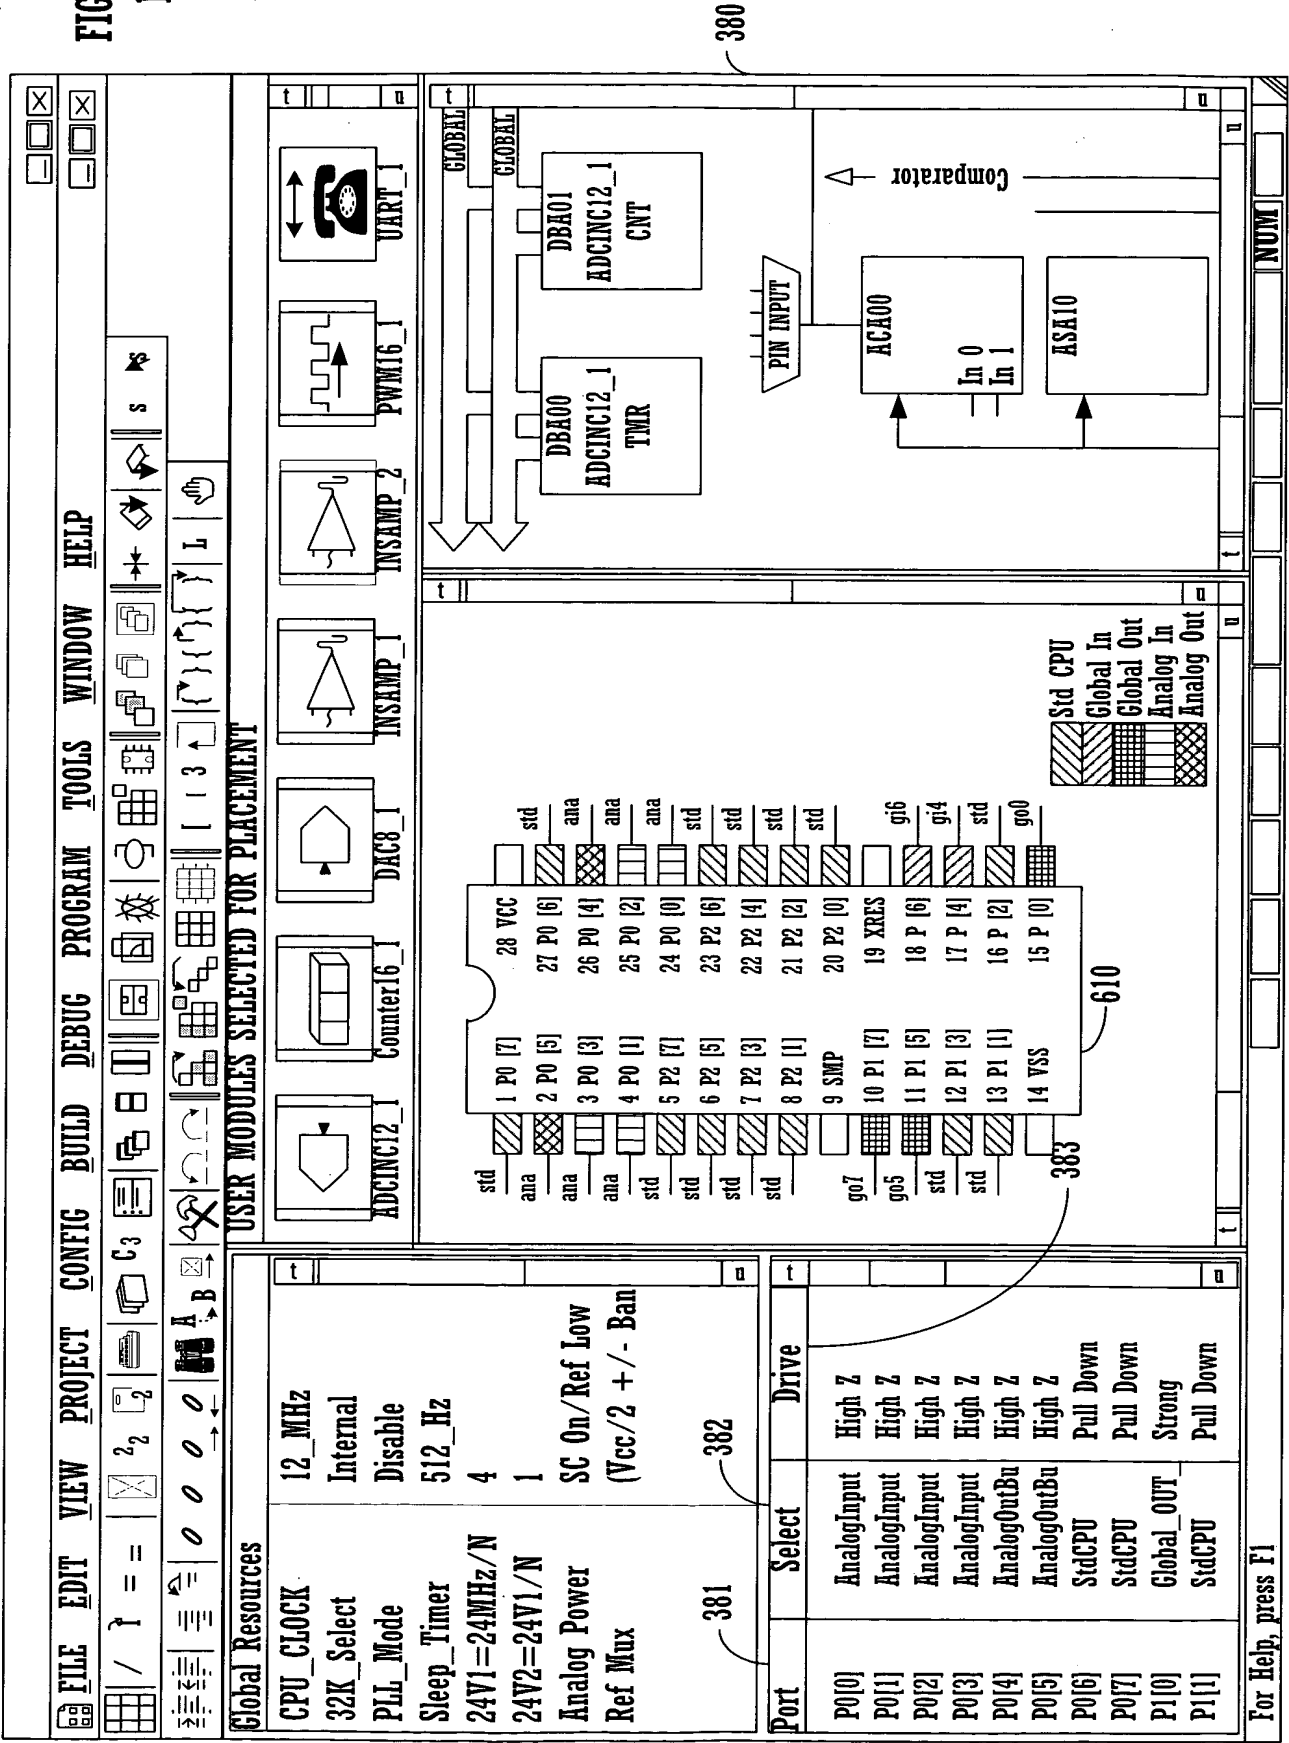 FIG
380
FILE EDIT VIEW PROJECT CONFIG BUILD DEBUG PROGRAM TOOLS WINDOW HELP
USER MODULES SELECTED FOR PLACEMENT
ADCINC12_1
Counter16_1
DAC8_1
INSAMP_1
INSAMP_2
PWM16_1
UART_1
Global Resources
CPU_CLOCK 12_MHz
32K_Select Internal
PLL_Mode Disable
Sleep_Timer 512_Hz
24V1=24MHz/N 4
24V2=24V1/N 1
Analog Power SC On/Ref Low
Ref Mux (Vcc/2 +/- Ban
381
382
383
Port Select Drive
P0[0] AnalogInput High Z
P0[1] AnalogInput High Z
P0[2] AnalogInput High Z
P0[3] AnalogInput High Z
P0[4] AnalogOutBu High Z
P0[5] AnalogOutBu High Z
P0[6] StdCPU Pull Down
P0[7] StdCPU Pull Down
P1[0] Global_OUT_ Strong
P1[1] StdCPU Pull Down
std 1 P0 [7] 28 VCC
ana 2 P0 [5] 27 P0 [6] std
ana 3 P0 [3] 26 P0 [4] ana
ana 4 P0 [1] 25 P0 [2] ana
std 5 P2 [7] 24 P0 [0] ana
std 6 P2 [5] 23 P2 [6] std
std 7 P2 [3] 22 P2 [4] std
std 8 P2 [1] 21 P2 [2] std
9 SMP 20 P2 [0] std
go7 10 P1 [7] 19 XRES
go5 11 P1 [5] 18 P [6] gi6
std 12 P1 [3] 17 P [4] gi4
std 13 P1 [1] 16 P [2] std
14 VSS 15 P [0] go0
610
Std CPU
Global In
Global Out
Analog In
Analog Out
GLOBAL
GLOBAL
DBA00
ADCINC12_1
TMR
DBA01
ADCINC12_1
CNT
PIN INPUT
Comparator
ACA00
In 0
In 1
ASA10
For Help, press F1
NUM